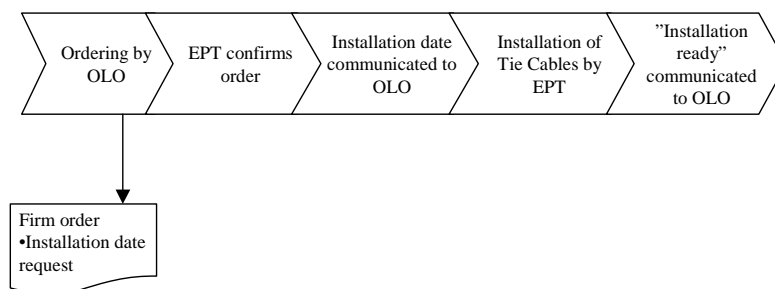 Ordering by
OLO
EPT confirms
order
Installation date
communicated to
OLO
Installation of
Tie Cables by
EPT
”Installation
ready”
communicated
to OLO
Firm order
•Installation date
request